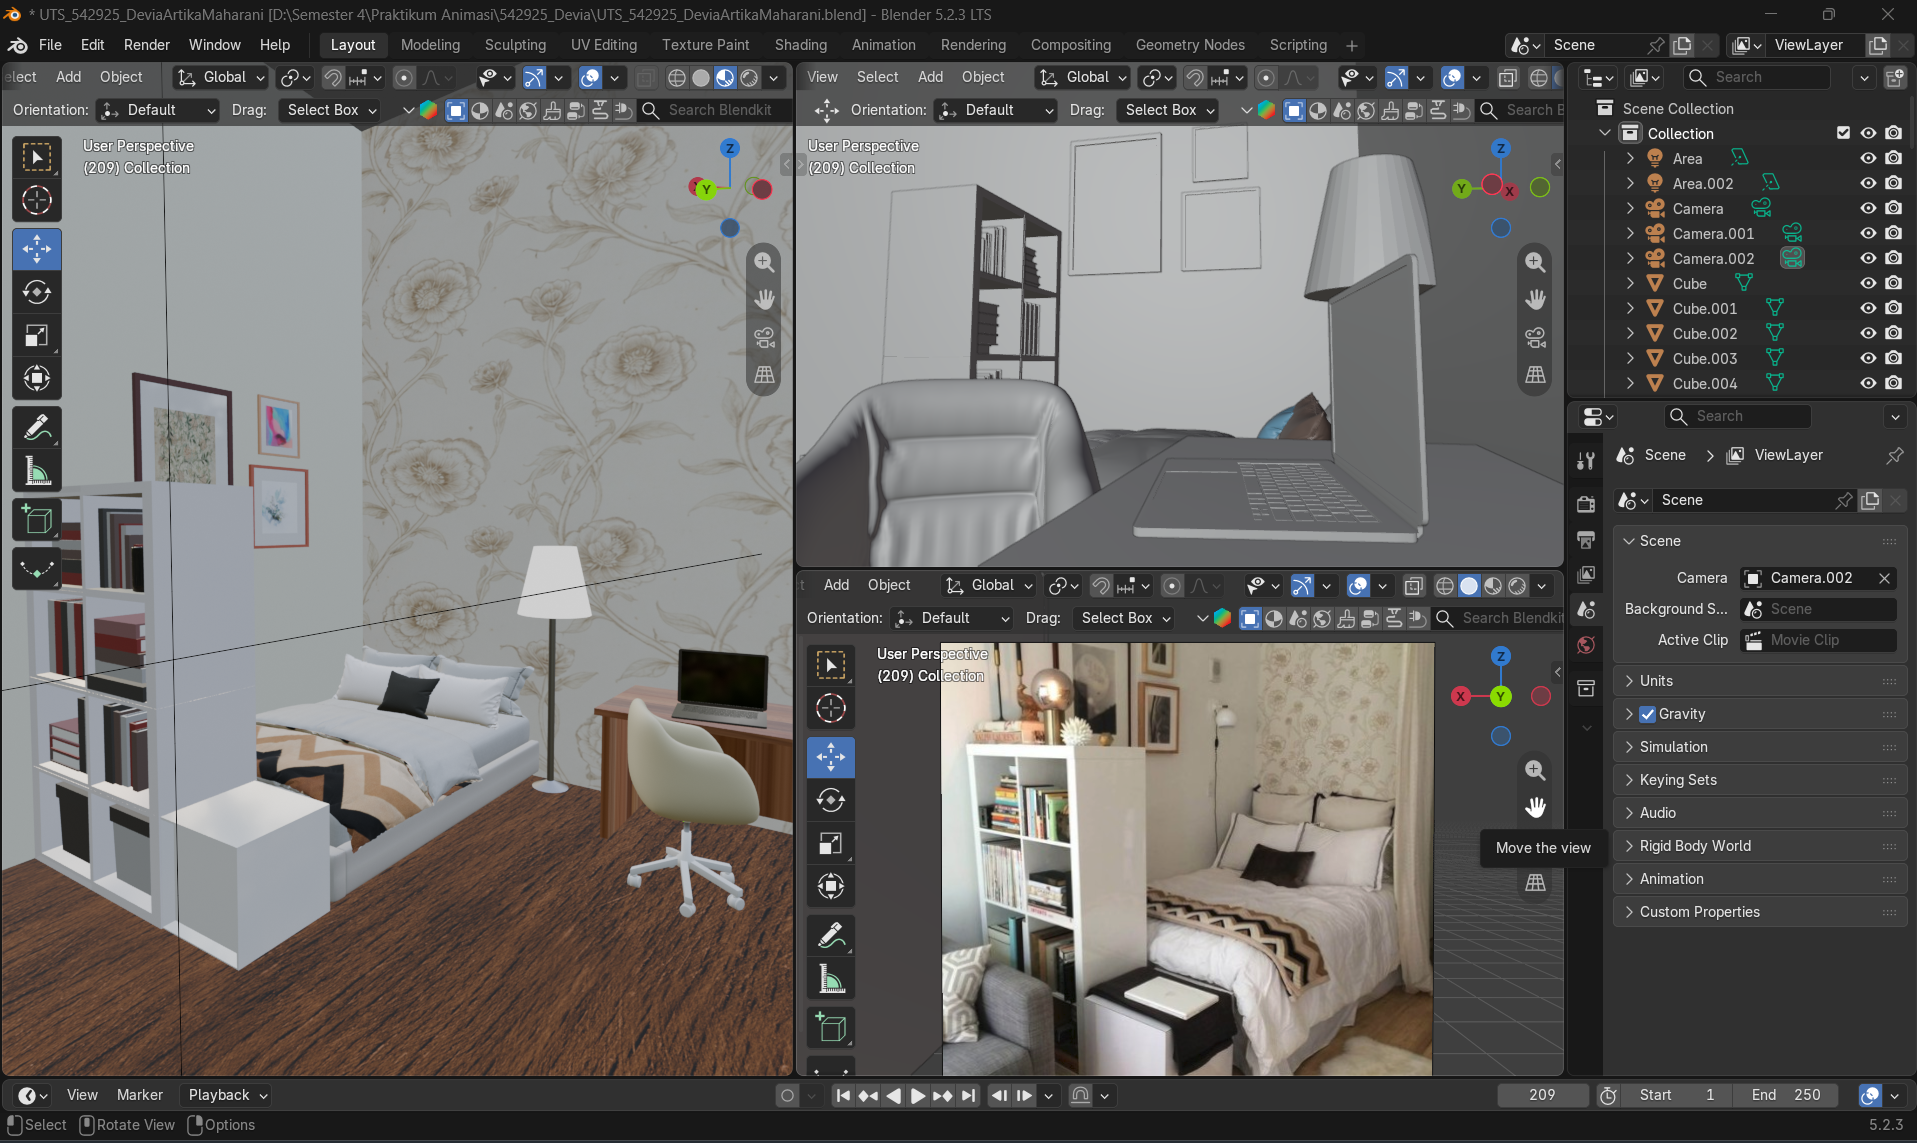 * UTS_542925_DeviaArtikaMaharani [D:\Semester 4\Praktikum Animasi\542925_Devia\UTS_542925_DeviaArtikaMaharani.blend] - Blender 5.2.3 LTS
File Edit Render Window Help Layout Modeling Sculpting UV Editing Texture Paint Shading Animation Rendering Compositing Geometry Nodes Scripting + Scene ViewLayer
elect Add Object Global
Orientation: Default Drag: Select Box Search Blendkit
User Perspective
(209) Collection
Z
X Y
View Select Add Object Global
Orientation: Default Drag: Select Box Search B
User Perspective
(209) Collection
Z
Y X
t Add Object Global
Orientation: Default Drag: Select Box Search Blendkit
User Perspective
(209) Collection
Z
X Y
Move the view
Search
Scene Collection
Collection
Area
Area.002
Camera
Camera.001
Camera.002
Cube
Cube.001
Cube.002
Cube.003
Cube.004
Search
Scene > ViewLayer
Scene
Scene
Camera Camera.002
Background S... Scene
Active Clip Movie Clip
Units
Gravity
Simulation
Keying Sets
Audio
Rigid Body World
Animation
Custom Properties
View Marker Playback 209 Start 1 End 250
Select Rotate View Options 5.2.3